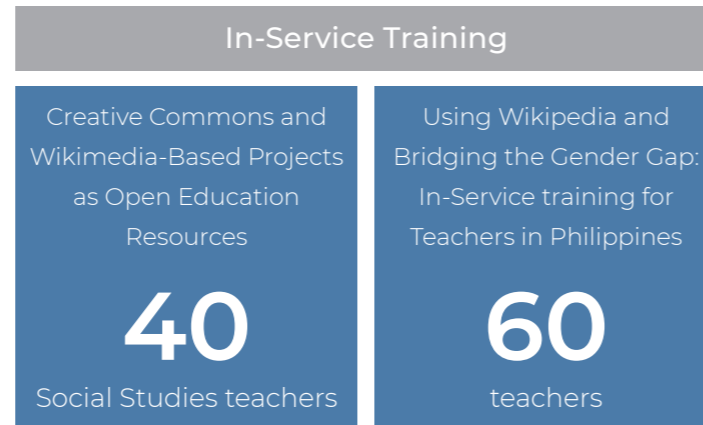 In-Service Training
Creative Commons and
Wikimedia-Based Projects
as Open Education
Resources
40
Social Studies teachers
Using Wikipedia and
Bridging the Gender Gap:
In-Service training for
Teachers in Philippines
60
teachers